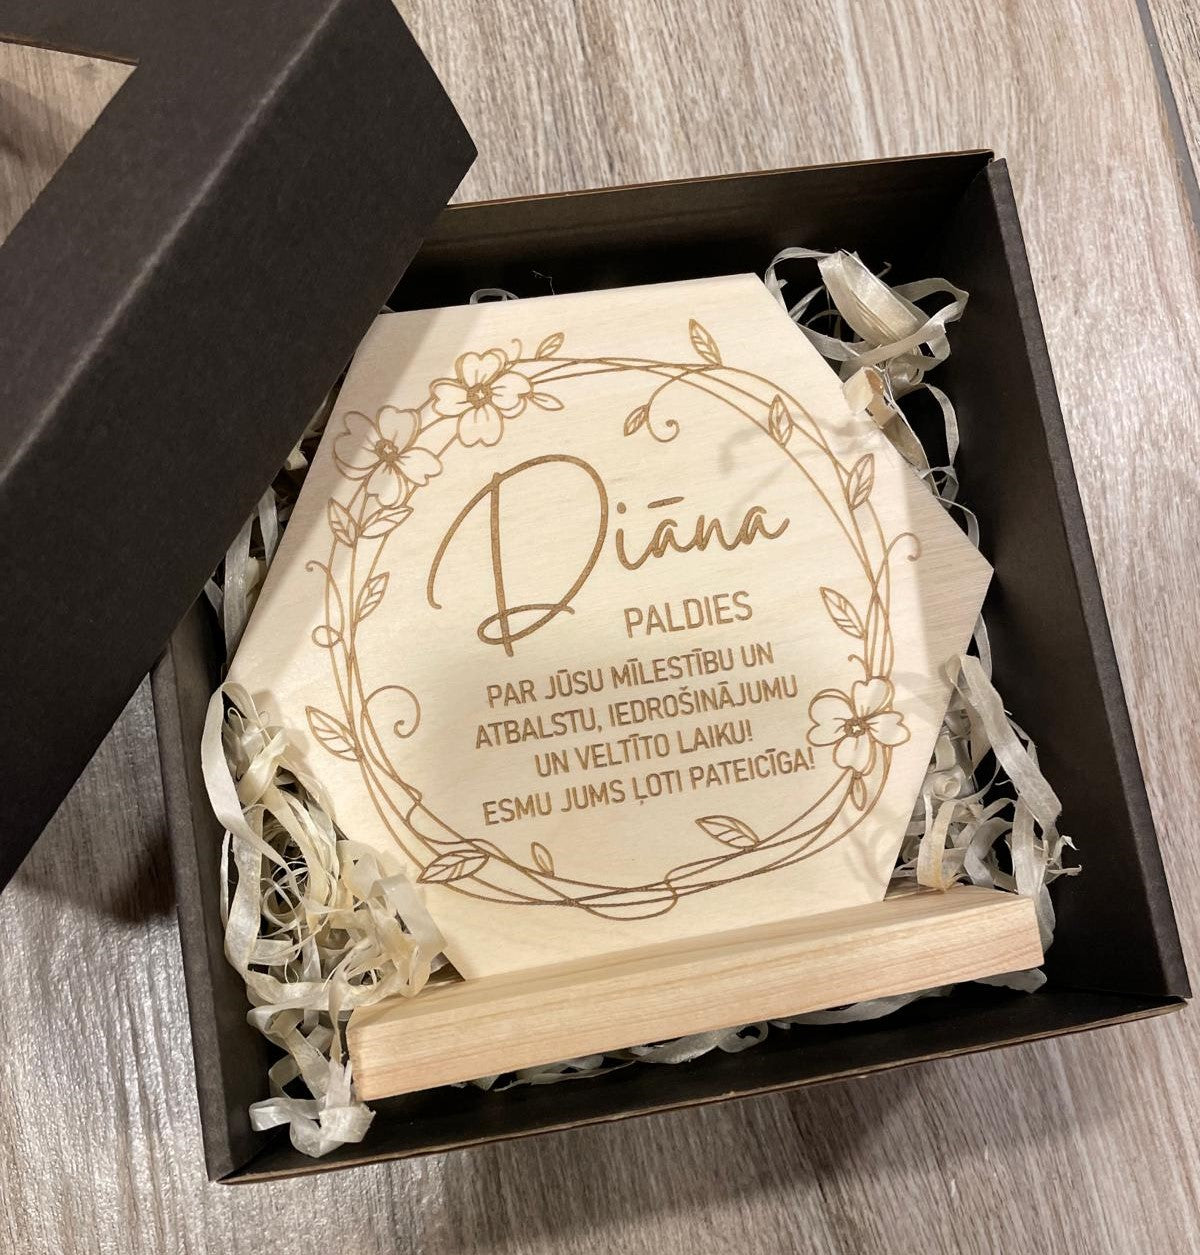 Diāna
PALDIES
PAR JŪSU MĪLESTĪBU UN
ATBALSTU, IEDROŠINĀJUMU
UN VELTĪTO LAIKU!
ESMU JUMS ĻOTI PATEICĪGA!